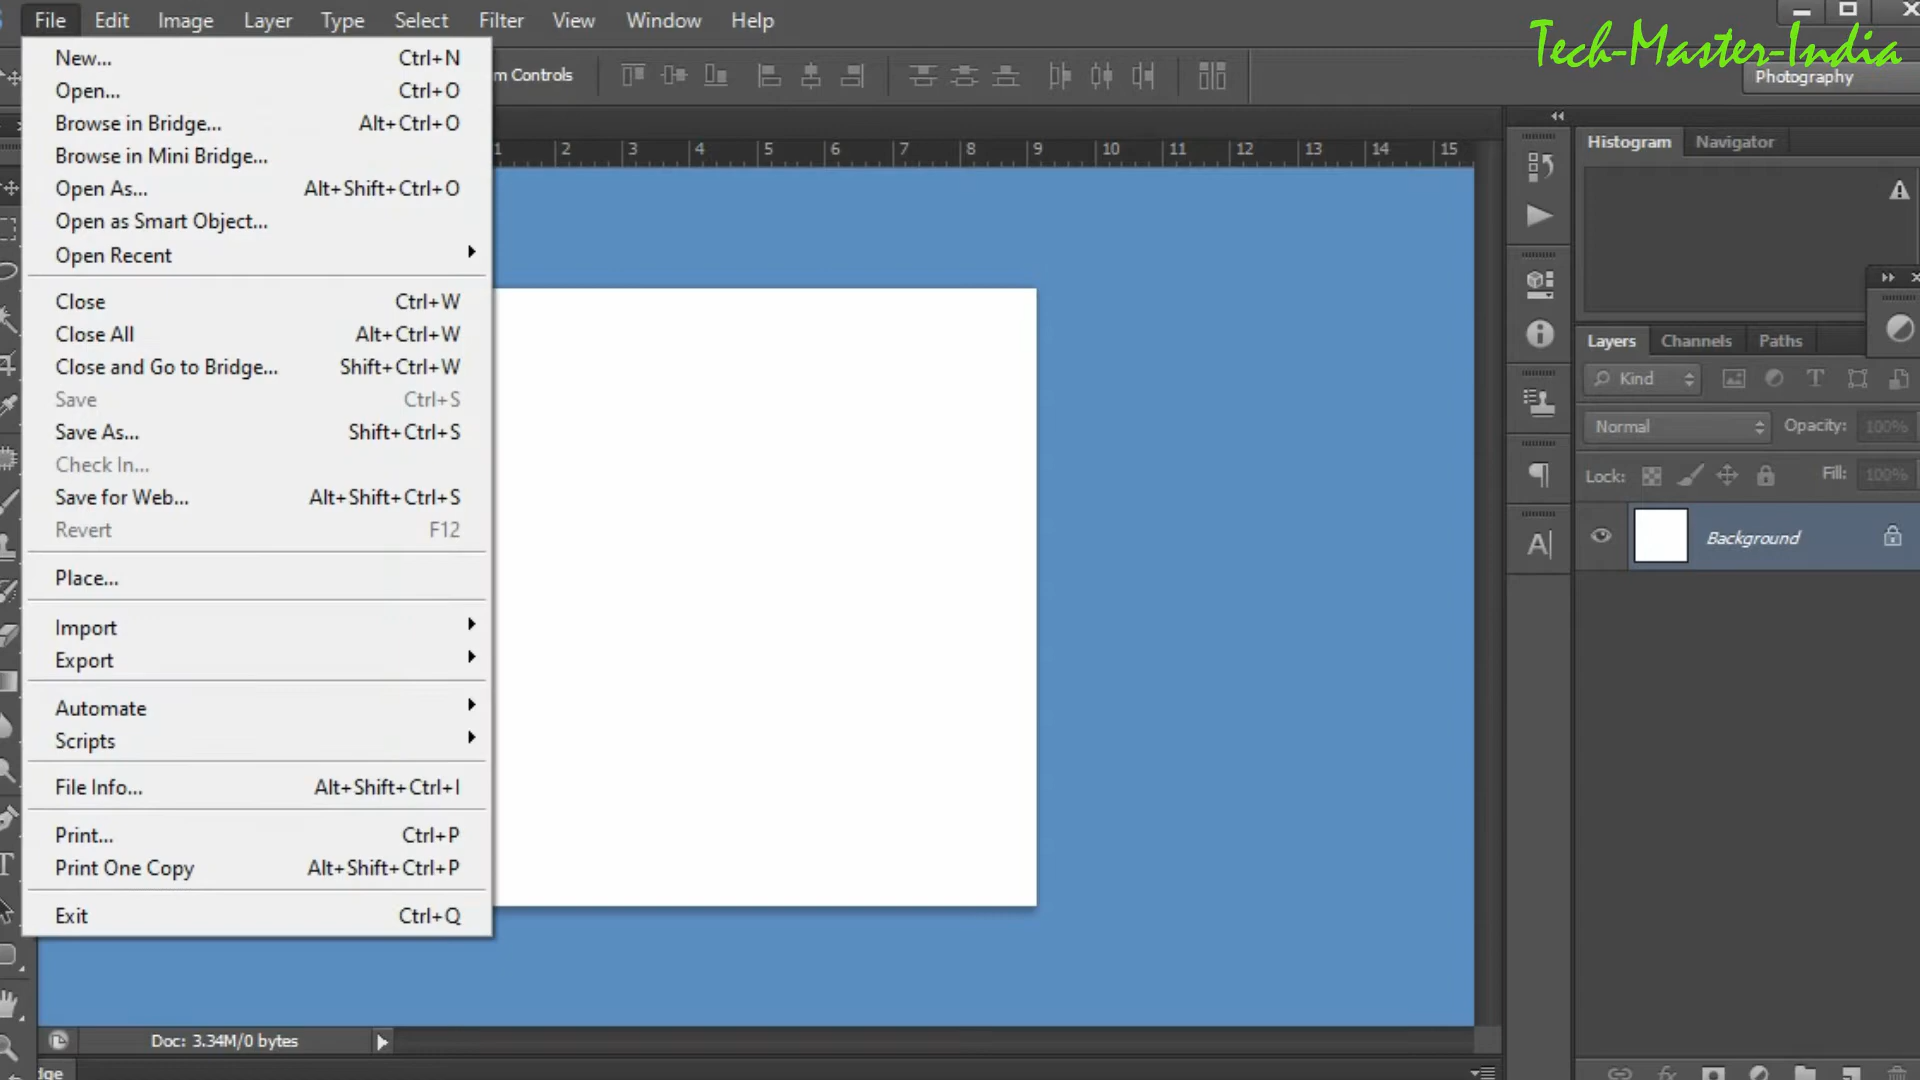 File Edit Image Layer Type Select Filter View Window Help
Tech-Master-India
Photography
New... Ctrl+N
Open... Ctrl+O
Browse in Bridge... Alt+Ctrl+O
Browse in Mini Bridge...
Open As... Alt+Shift+Ctrl+O
Open as Smart Object...
Open Recent
Close Ctrl+W
Close All Alt+Ctrl+W
Close and Go to Bridge... Shift+Ctrl+W
Save Ctrl+S
Save As... Shift+Ctrl+S
Check In...
Save for Web... Alt+Shift+Ctrl+S
Revert F12
Place...
Import
Export
Automate
Scripts
File Info... Alt+Shift+Ctrl+I
Print... Ctrl+P
Print One Copy Alt+Shift+Ctrl+P
Exit Ctrl+Q
Controls
1 2 3 4 5 6 7 8 9 10 11 12 13 14 15
Histogram Navigator
Layers Channels Paths
Kind
Normal Opacity: 100%
Lock: Fill: 100%
Background
Doc: 3.34M/0 bytes